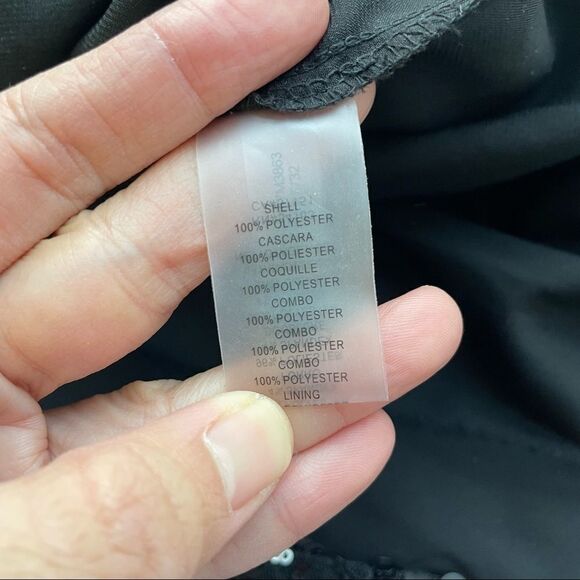 SHELL
100% POLYESTER
CASCARA
100% POLIESTER
COQUILLE
100% POLYESTER
COMBO
100% POLYESTER
COMBO
100% POLIESTER
COMBO
100% POLYESTER
LINING